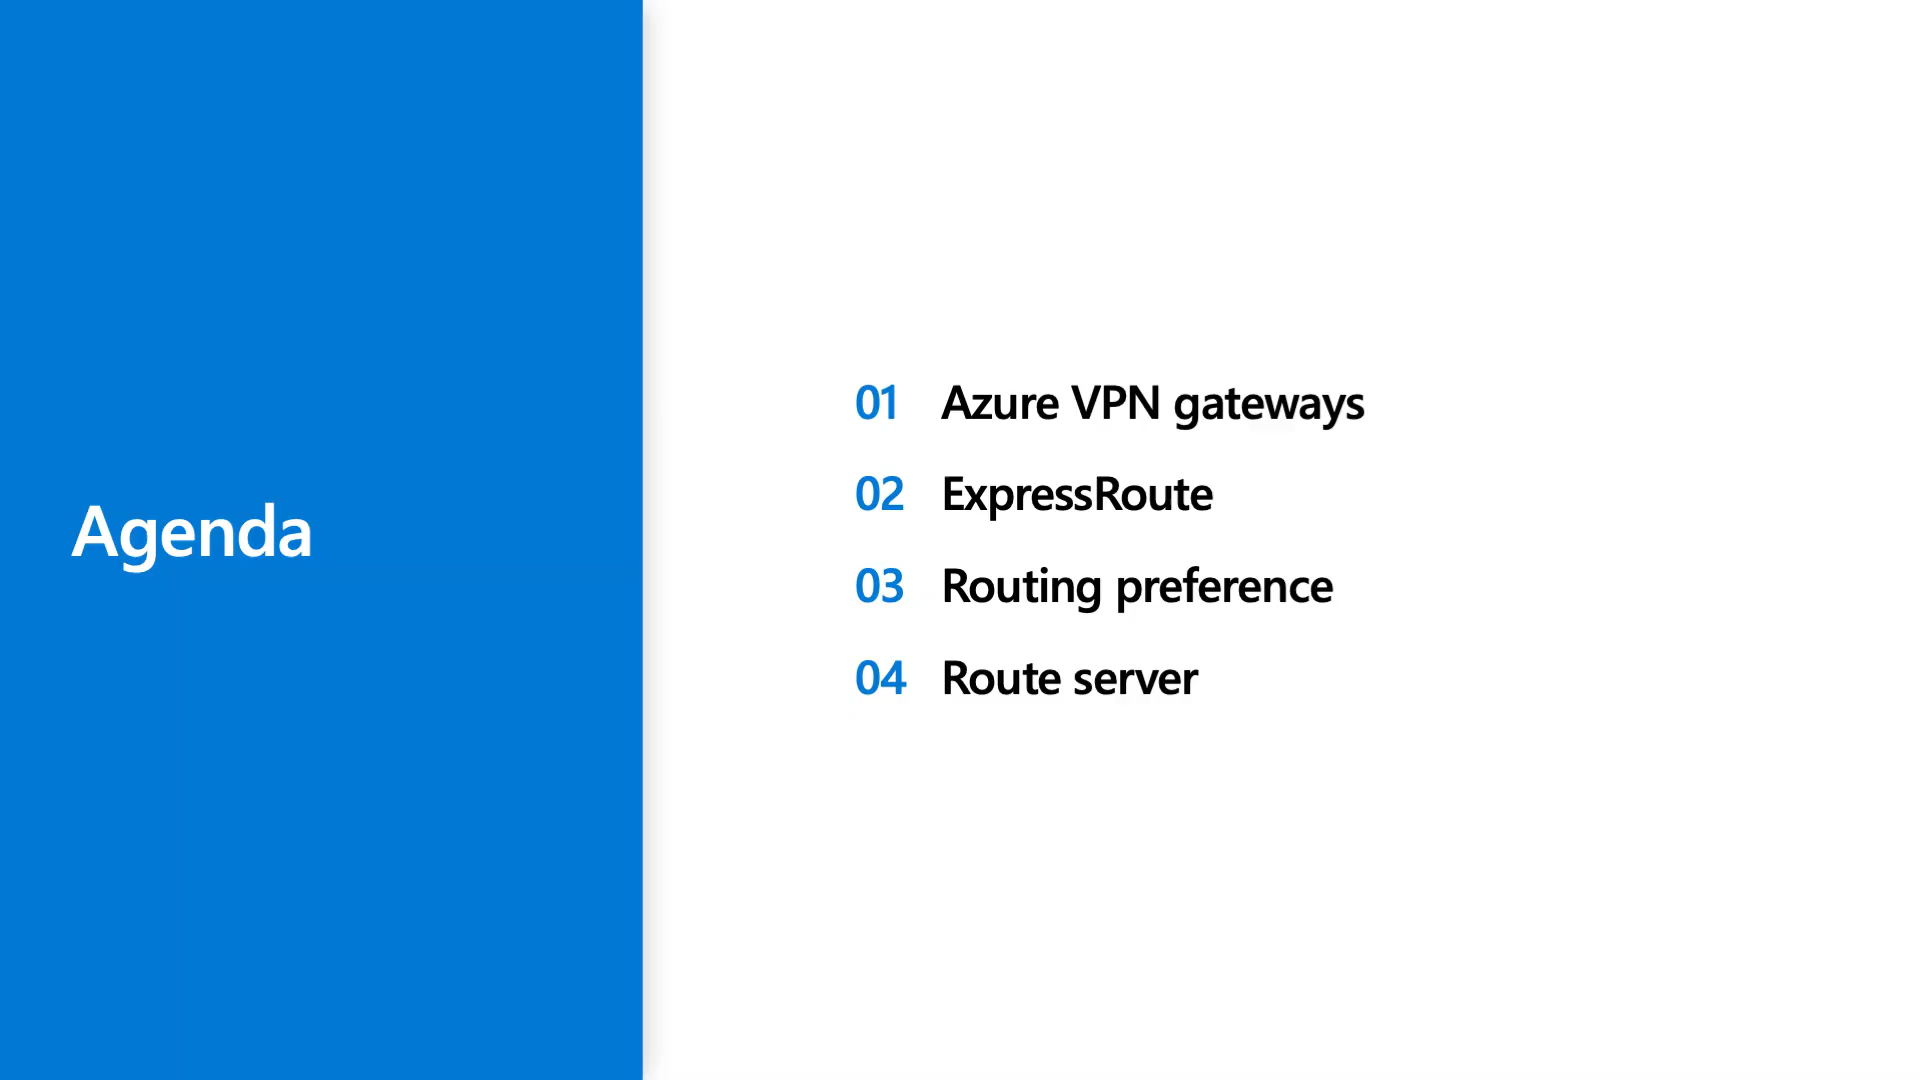 Agenda
01 Azure VPN gateways
02 ExpressRoute
03 Routing preference
04 Route server